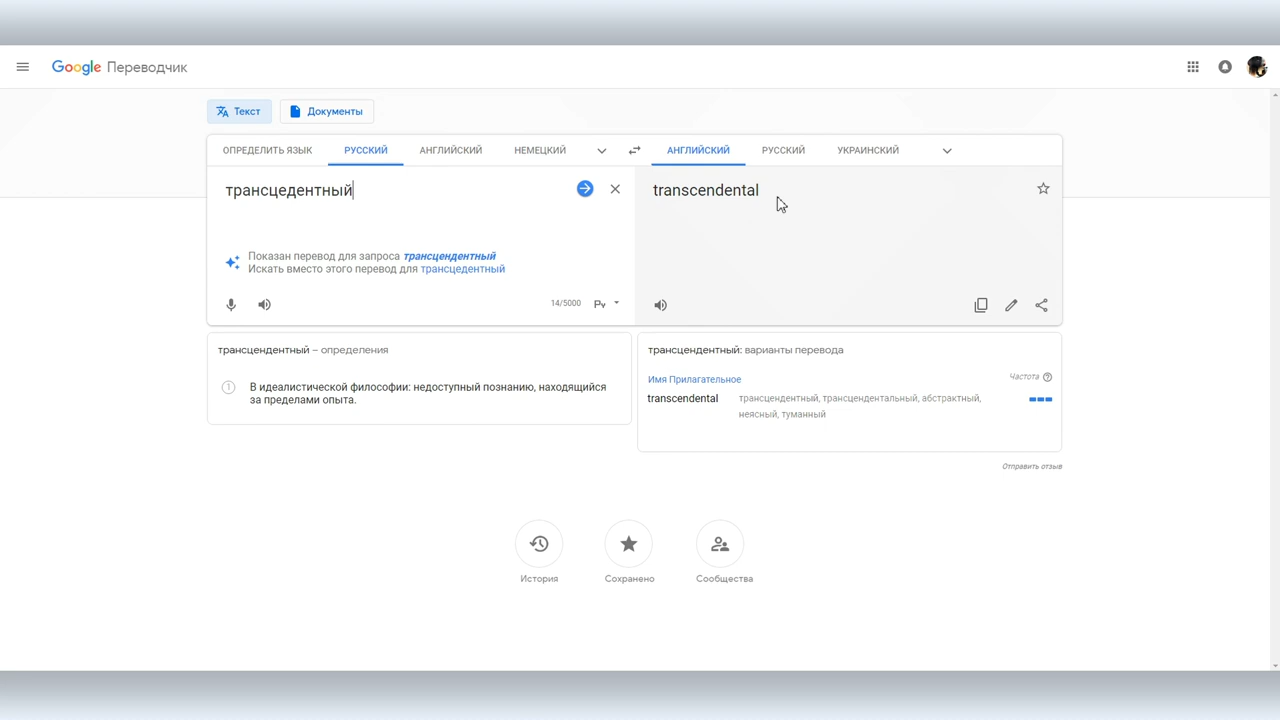 Google Переводчик
Текст
Документы
ОПРЕДЕЛИТЬ ЯЗЫК РУССКИЙ АНГЛИЙСКИЙ НЕМЕЦКИЙ АНГЛИЙСКИЙ РУССКИЙ УКРАИНСКИЙ
трансцедентный
transcendental
Показан перевод для запроса трансцендентный
Искать вместо этого перевод для трансцедентный
14/5000
Ру
трансцендентный – определения
1 В идеалистической философии: недоступный познанию, находящийся
за пределами опыта.
трансцендентный: варианты перевода
Имя Прилагательное Частота
transcendental трансцендентный, трансцендентальный, абстрактный,
неясный, туманный
Отправить отзыв
История Сохранено Сообщества